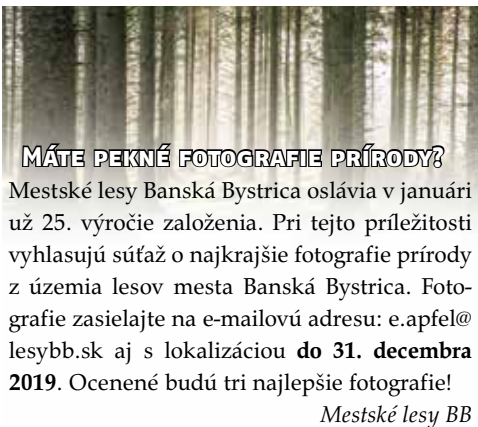 Máte pekné fotografie prírody?
Mestské lesy Banská Bystrica oslávia v januári
už 25. výročie založenia. Pri tejto príležitosti
vyhlasujú súťaž o najkrajšie fotografie prírody
z územia lesov mesta Banská Bystrica. Foto-
grafie zasielajte na e-mailovú adresu: e.apfel@
lesybb.sk aj s lokalizáciou do 31. decembra
2019. Ocenené budú tri najlepšie fotografie!
Mestské lesy BB